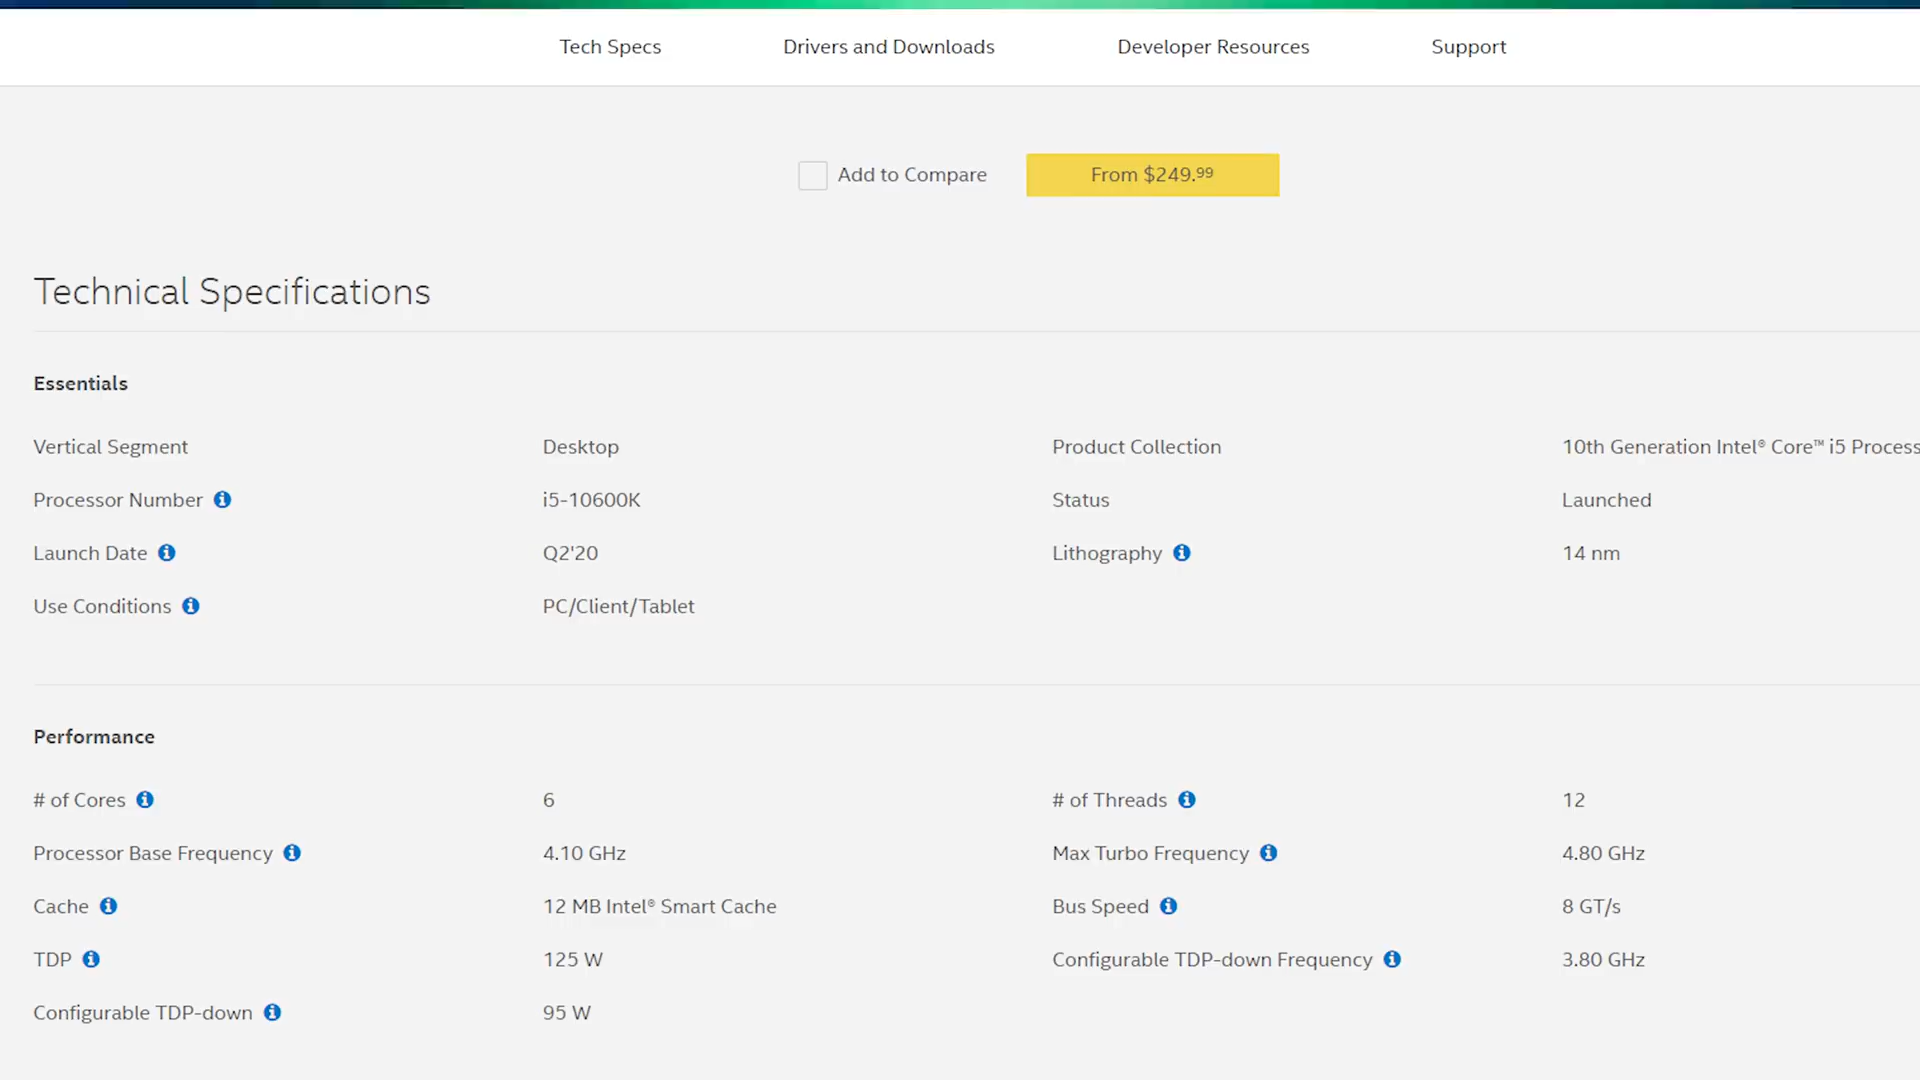 Tech Specs Drivers and Downloads Developer Resources Support
Add to Compare From $249.99
Technical Specifications
Essentials
Vertical Segment Desktop Product Collection 10th Generation Intel® Core™ i5 Process
Processor Number i5-10600K Status Launched
Launch Date Q2'20 Lithography 14 nm
Use Conditions PC/Client/Tablet
Performance
# of Cores 6 # of Threads 12
Processor Base Frequency 4.10 GHz Max Turbo Frequency 4.80 GHz
Cache 12 MB Intel® Smart Cache Bus Speed 8 GT/s
TDP 125 W Configurable TDP-down Frequency 3.80 GHz
Configurable TDP-down 95 W